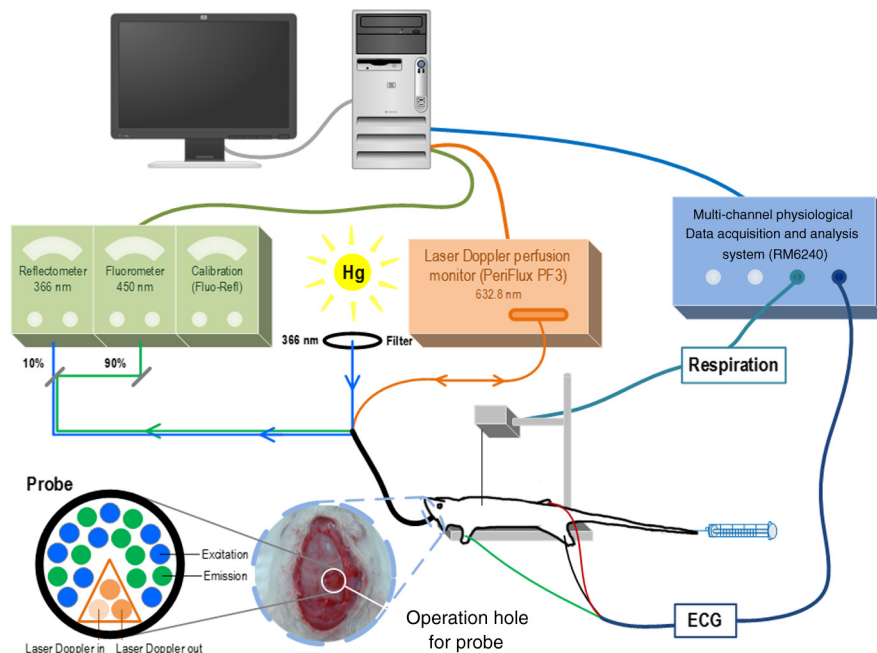 Multi-channel physiological
Data acquisition and analysis
system (RM6240)
Reflectometer
366 nm
Fluorometer
450 nm
Calibration
(Fluo-Refl)
Hg
Laser Doppler perfusion
monitor (PeriFlux PF3)
632.8 nm
366 nm
Filter
10%
90%
Respiration
Probe
Excitation
Emission
Laser Doppler in
Laser Doppler out
Operation hole
for probe
ECG